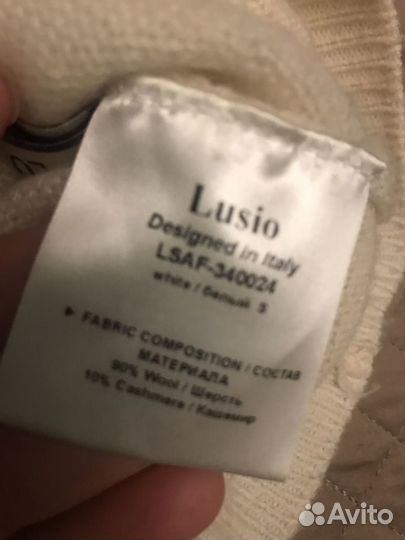 Lusio
Designed in Italy
LSAF-340024
white / белый S
▶ FABRIC COMPOSITION / СОСТАВ
МАТЕРИАЛА
90% Wool / Шерсть
10% Cashmere / Кашемир
Avito